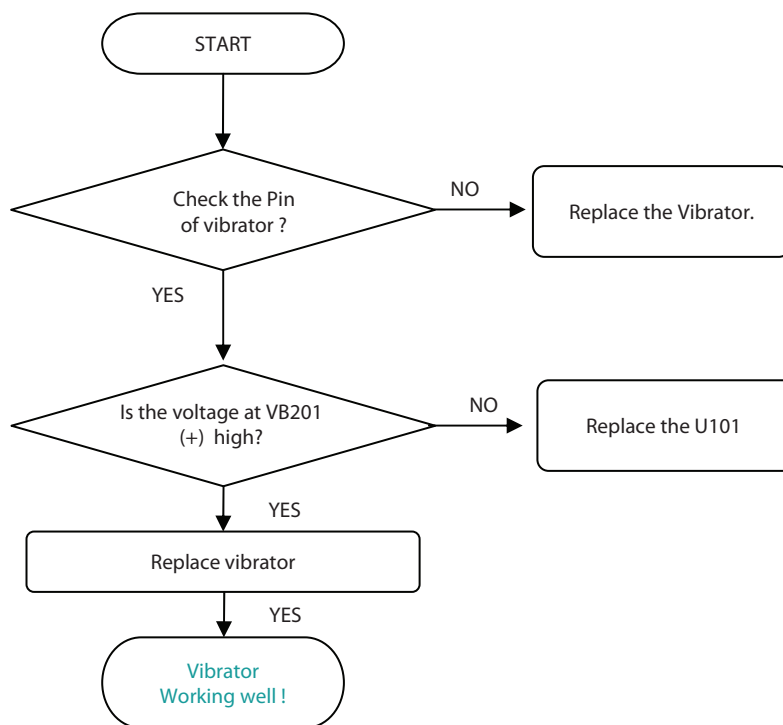 START
Check the Pin
of vibrator ?
NO
Replace the Vibrator.
YES
Is the voltage at VB201
(+) high?
NO
Replace the U101
YES
Replace vibrator
YES
Vibrator
Working well !